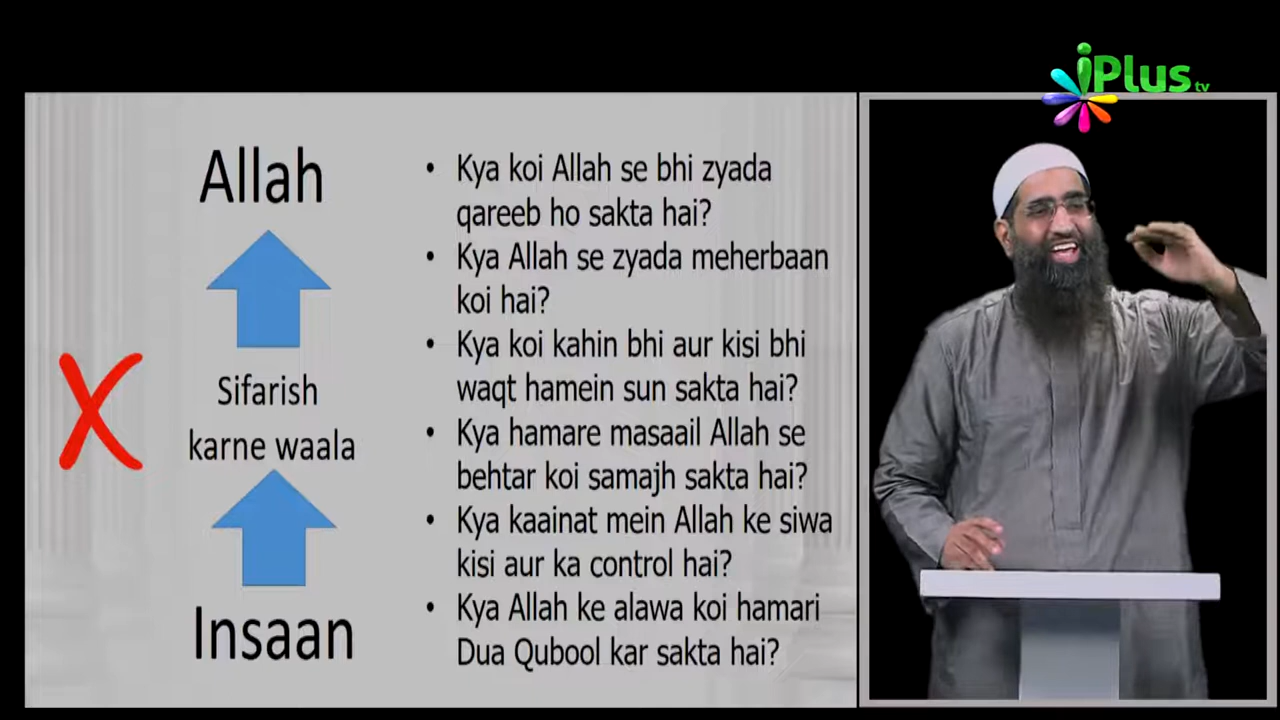 iPlus tv
Allah
Sifarish
karne waala
Insaan
• Kya koi Allah se bhi zyada
qareeb ho sakta hai?
• Kya Allah se zyada meherbaan
koi hai?
• Kya koi kahin bhi aur kisi bhi
waqt hamein sun sakta hai?
• Kya hamare masaail Allah se
behtar koi samajh sakta hai?
• Kya kaainat mein Allah ke siwa
kisi aur ka control hai?
• Kya Allah ke alawa koi hamari
Dua Qubool kar sakta hai?